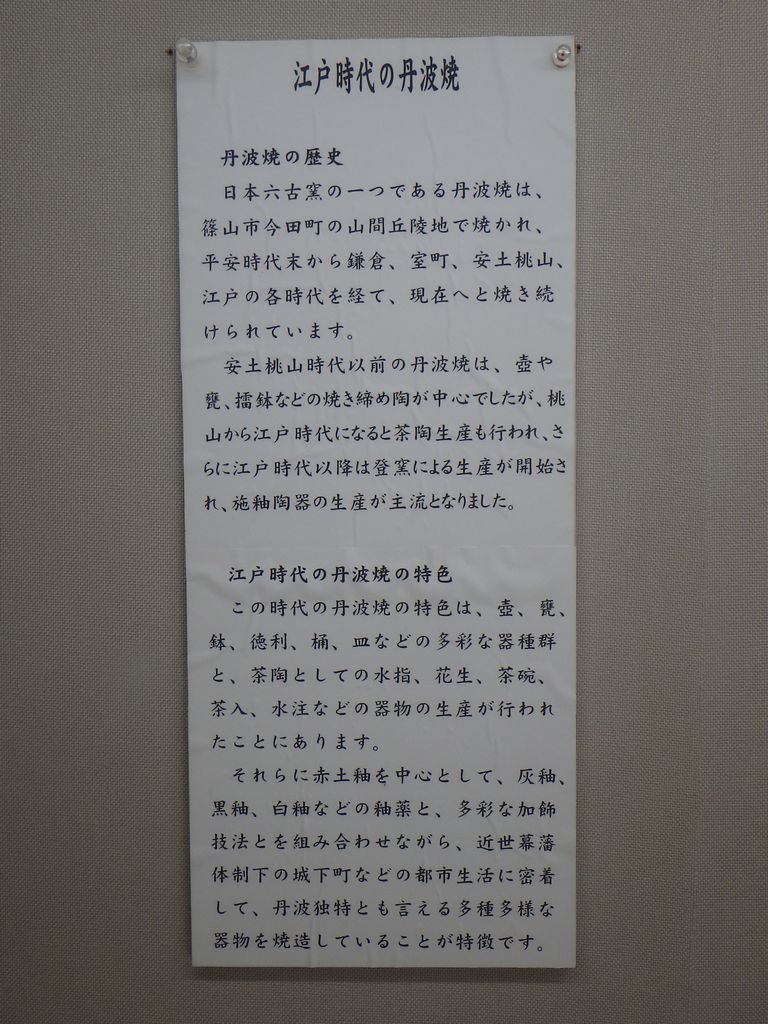 江戸時代の丹波焼
丹波焼の歴史
日本六古窯の一つである丹波焼は、
篠山市今田町の山間丘陵地で焼かれ、
平安時代末から鎌倉、室町、安土桃山、
江戸の各時代を経て、現在へと焼き続
けられています。
安土桃山時代以前の丹波焼は、壺や
甕、擂鉢などの焼き締め陶が中心でしたが、桃
山から江戸時代になると茶陶生産も行われ、さ
らに江戸時代以降は登窯による生産が開始さ
れ、施釉陶器の生産が主流となりました。
江戸時代の丹波焼の特色
この時代の丹波焼の特色は、壺、甕、
鉢、徳利、桶、皿などの多彩な器種群
と、茶陶としての水指、花生、茶碗、
茶入、水注などの器物の生産が行われ
たことにあります。
それらに赤土釉を中心として、灰釉、
黒釉、白釉などの釉薬と、多彩な加飾
技法とを組み合わせながら、近世幕藩
体制下の城下町などの都市生活に密着
して、丹波独特とも言える多種多様な
器物を焼造していることが特徴です。